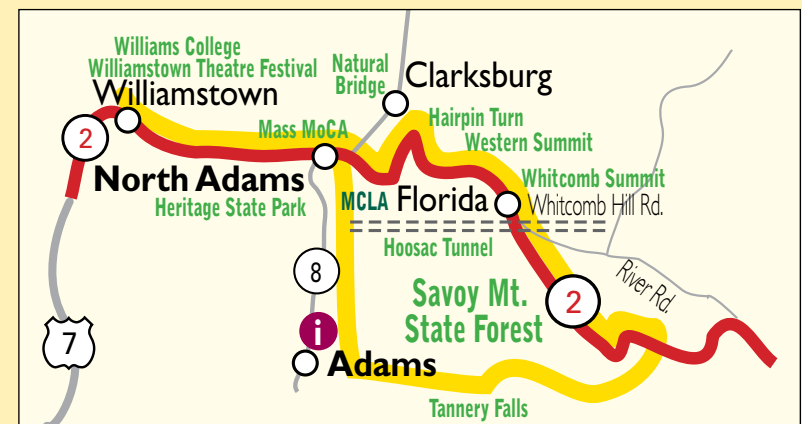 Williams College
Williamstown Theatre Festival
Williamstown
Natural
Bridge
Clarksburg
2
Mass MoCA
Hairpin Turn
Western Summit
North Adams
Heritage State Park
MCLA
Florida
Whitcomb Summit
Whitcomb Hill Rd.
Hoosac Tunnel
8
River Rd.
Savoy Mt.
State Forest
2
7
i
Adams
Tannery Falls